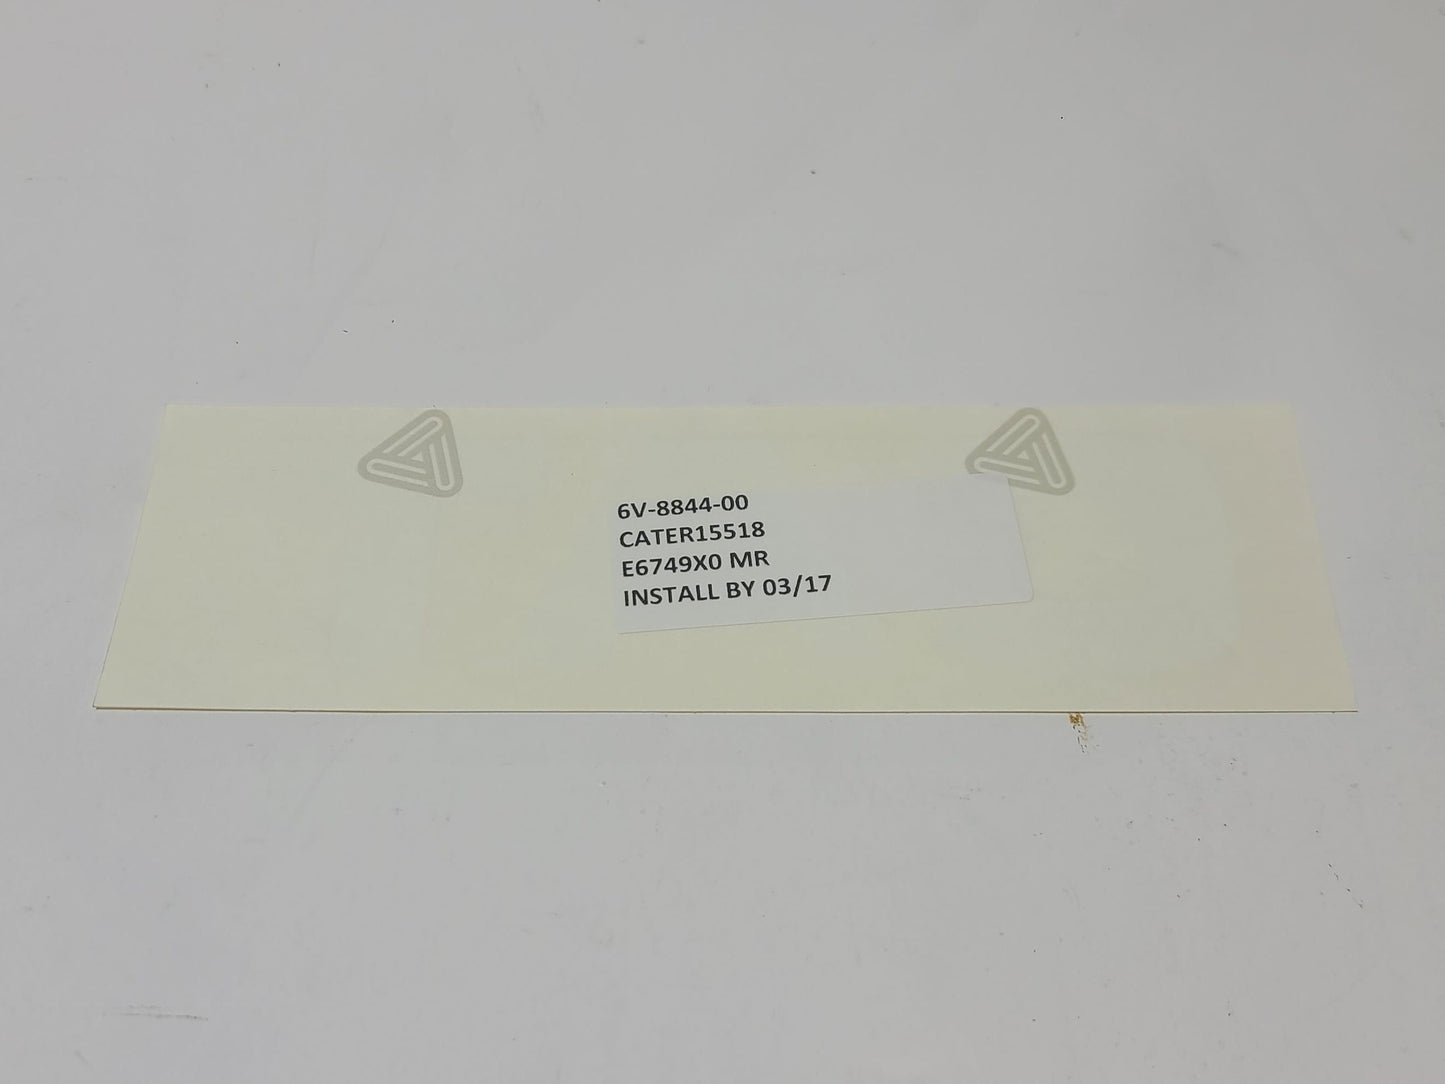 6V-8844-00
CATER15518
E6749X0 MR
INSTALL BY 03/17